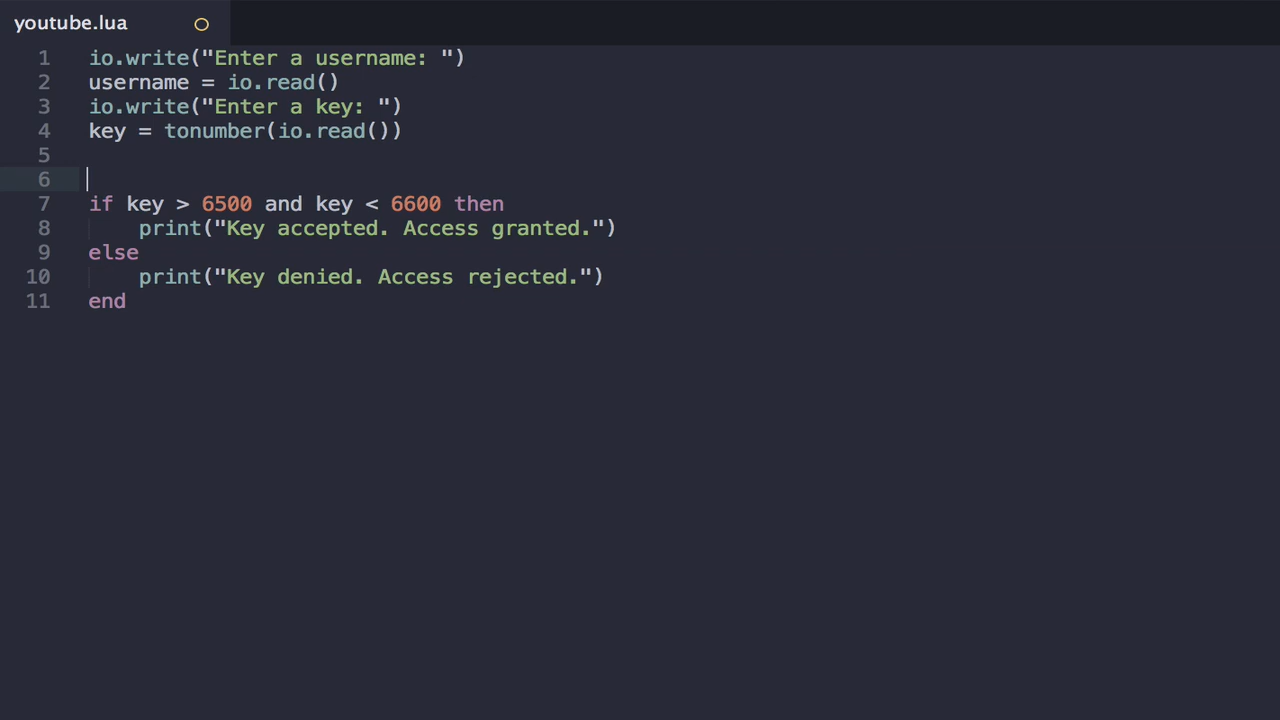 youtube.lua
1 io.write("Enter a username: ")
2 username = io.read()
3 io.write("Enter a key: ")
4 key = tonumber(io.read())
5
6
7 if key > 6500 and key < 6600 then
8     print("Key accepted. Access granted.")
9 else
10     print("Key denied. Access rejected.")
11 end